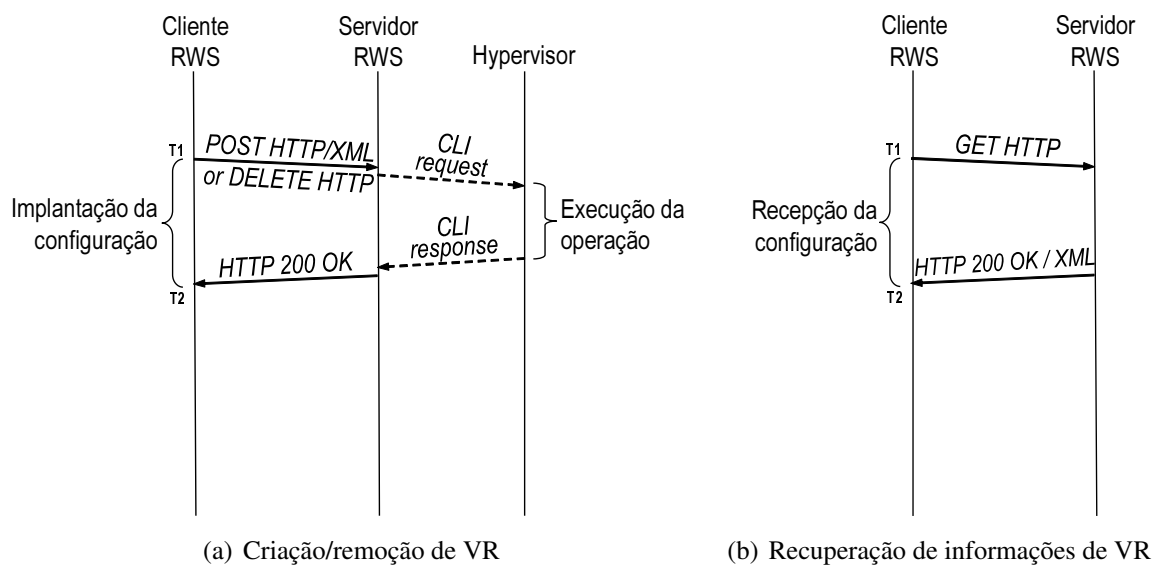 Cliente
RWS
Servidor
RWS
Hypervisor
T1
POST HTTP/XML
or DELETE HTTP
CLI
request
Implantação da
configuração
Execução da
operação
CLI
response
HTTP 200 OK
T2
(a) Criação/remoção de VR
Cliente
RWS
Servidor
RWS
T1
GET HTTP
Recepção da
configuração
HTTP 200 OK / XML
T2
(b) Recuperação de informações de VR